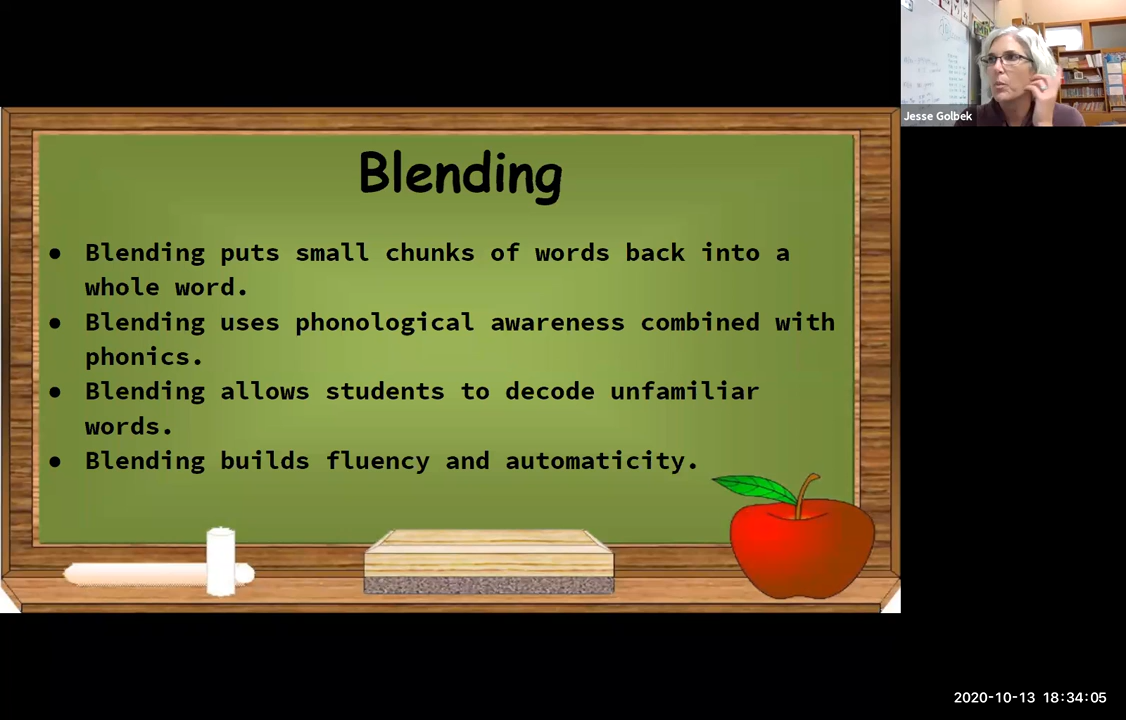 Jesse Golbek
Blending
● Blending puts small chunks of words back into a
whole word.
● Blending uses phonological awareness combined with
phonics.
● Blending allows students to decode unfamiliar
words.
● Blending builds fluency and automaticity.
2020-10-13 18:34:05